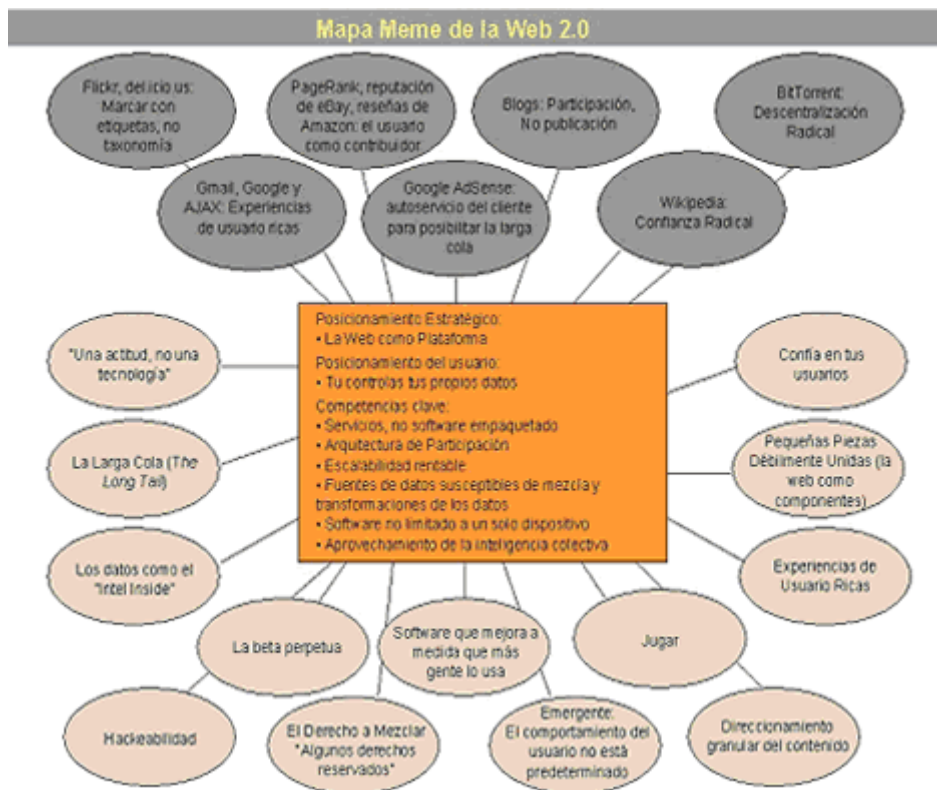 Mapa Meme de la Web 2.0
Flickr, del.icio.us:
Marcar con
etiquetas, no
taxonomía
PageRank, reputación
de eBay, reseñas de
Amazon: el usuario
como contribuidor
Blogs: Participación,
No publicación
BitTorrent:
Descentralización
Radical
Gmail, Google y
AJAX: Experiencias
de usuario ricas
Google AdSense:
autoservicio del cliente
para posibilitar la larga
cola
Wikipedia:
Confianza Radical
Posicionamiento Estratégico:
• La Web como Plataforma
Posicionamiento del usuario:
• Tu controlas tus propios datos
Competencias clave:
• Servicios, no software empaquetado
• Arquitectura de Participación
• Escalabilidad rentable
• Fuentes de datos susceptibles de mezcla y
transformaciones de los datos
• Software no limitado a un solo dispositivo
• Aprovechamiento de la inteligencia colectiva
"Una actitud, no una
tecnología"
La Larga Cola (The
Long Tail)
Los datos como el
"Intel Inside"
Confía en tus
usuarios
Pequeñas Piezas
Débilmente Unidas (la
web como
componentes)
Experiencias de
Usuario Ricas
La beta perpetua
Software que mejora a
medida que más
gente lo usa
Jugar
Hackeabilidad
El Derecho a Mezclar
"Algunos derechos
reservados"
Emergente:
El comportamiento del
usuario no está
predeterminado
Direccionamiento
granular del contenido